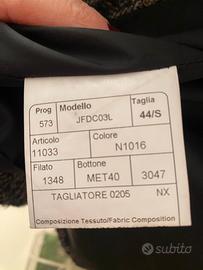 Prog Modello Taglia
573 JFDC03L 44/S
Articolo Colore
11033 N1016
Filato Bottone
1348 MET40 3047
TAGLIATORE 0205 NX
Composizione Tessuto/Fabric Composition
subito